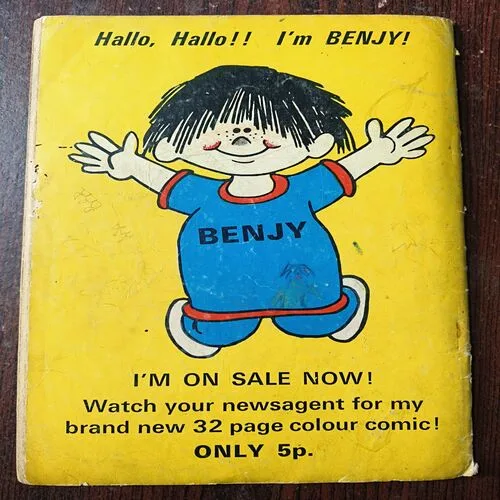 Hallo, Hallo!! I'm BENJY!
BENJY
I'M ON SALE NOW!
Watch your newsagent for my
brand new 32 page colour comic!
ONLY 5p.